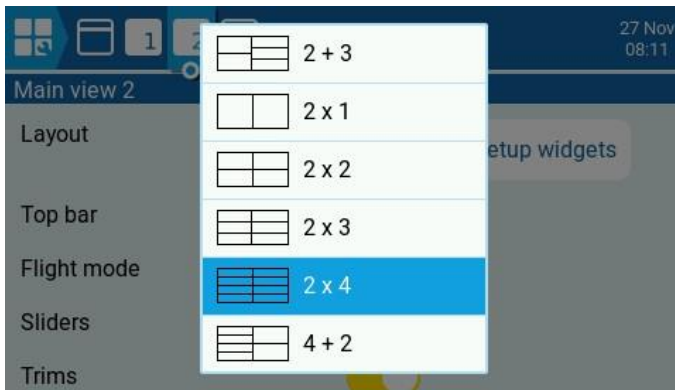 1
2
27 Nov
08:11
Main view 2
Layout
etup widgets
Top bar
Flight mode
Sliders
Trims
2 + 3
2 x 1
2 x 2
2 x 3
2 x 4
4 + 2